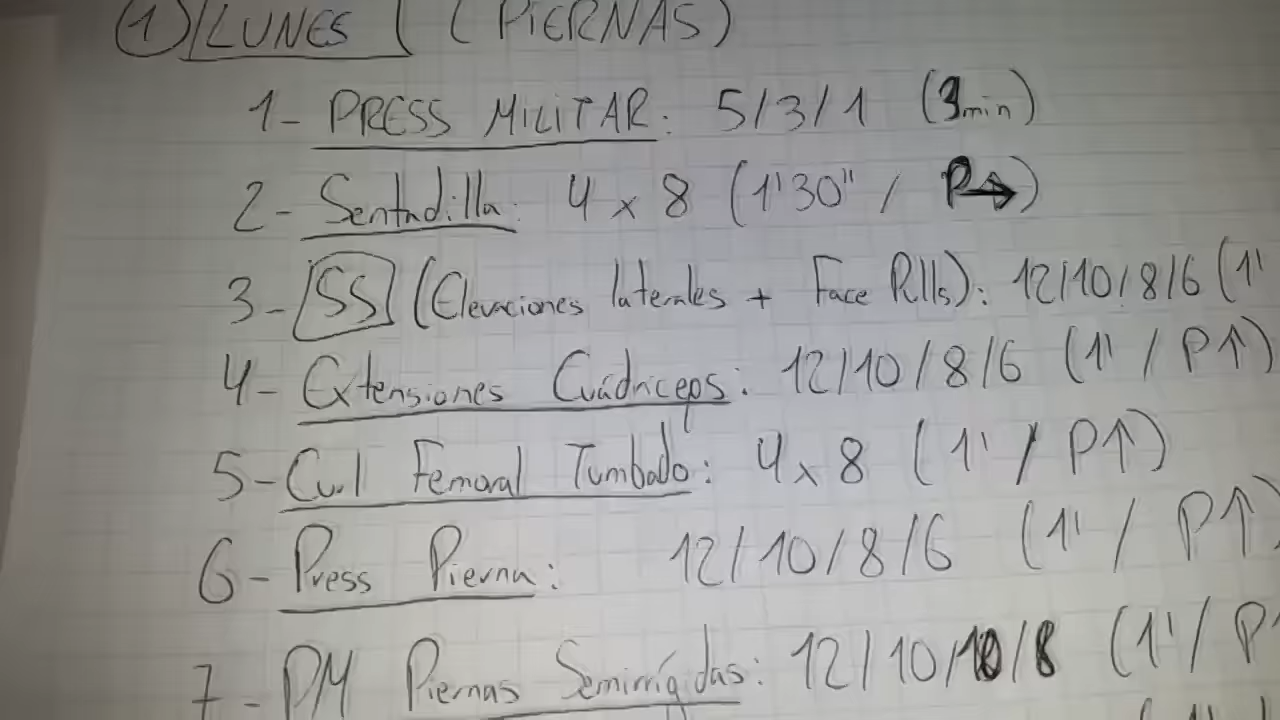 1) LUNES (PIERNAS)
1- PRESS MILITAR: 5/3/1 (3min)
2- Sentadilla: 4 x 8 (1'30" / P→)
3- SS (Elevaciones laterales + Face Pulls): 12/10/8/6 (1'
4- Extensiones Cuádriceps: 12/10/8/6 (1' / P↑)
5- Curl Femoral Tumbado: 4 x 8 (1' / P↑)
6- Press Pierna: 12/10/8/6 (1' / P↑)
7- PM Piernas Semirrígidas: 12/10/10/8 (1' / P↑